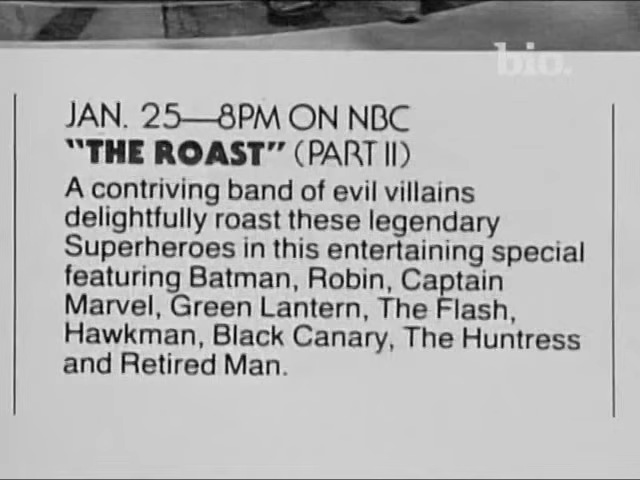 bio.
JAN. 25—8PM ON NBC
"THE ROAST" (PART II)
A contriving band of evil villains
delightfully roast these legendary
Superheroes in this entertaining special
featuring Batman, Robin, Captain
Marvel, Green Lantern, The Flash,
Hawkman, Black Canary, The Huntress
and Retired Man.